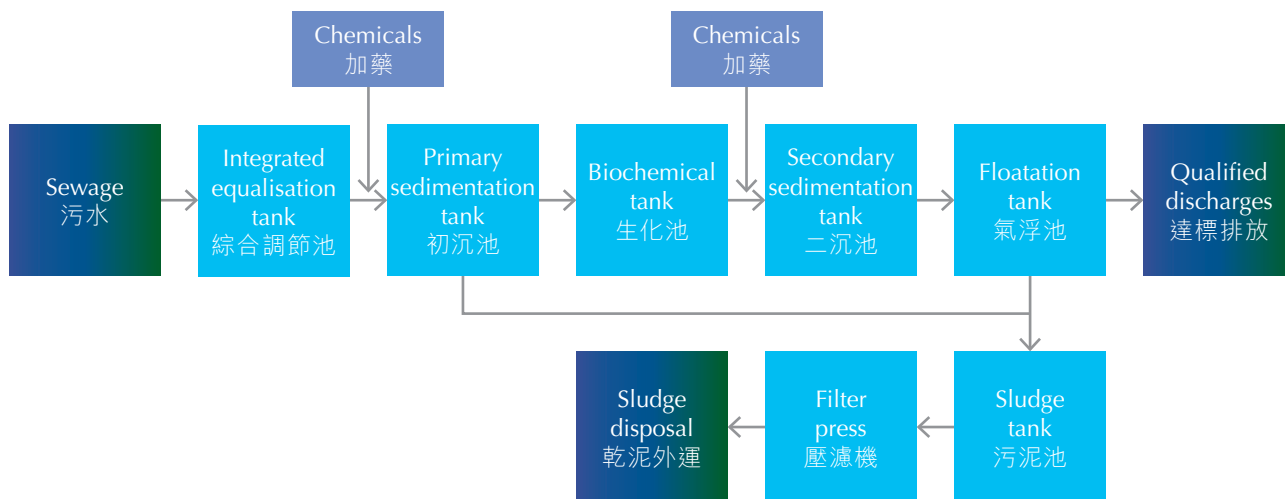 Chemicals
加藥
Chemicals
加藥
Sewage
污水
Integrated
equalisation
tank
綜合調節池
Primary
sedimentation
tank
初沉池
Biochemical
tank
生化池
Secondary
sedimentation
tank
二沉池
Floatation
tank
氣浮池
Qualified
discharges
達標排放
Sludge
disposal
乾泥外運
Filter
press
壓濾機
Sludge
tank
污泥池